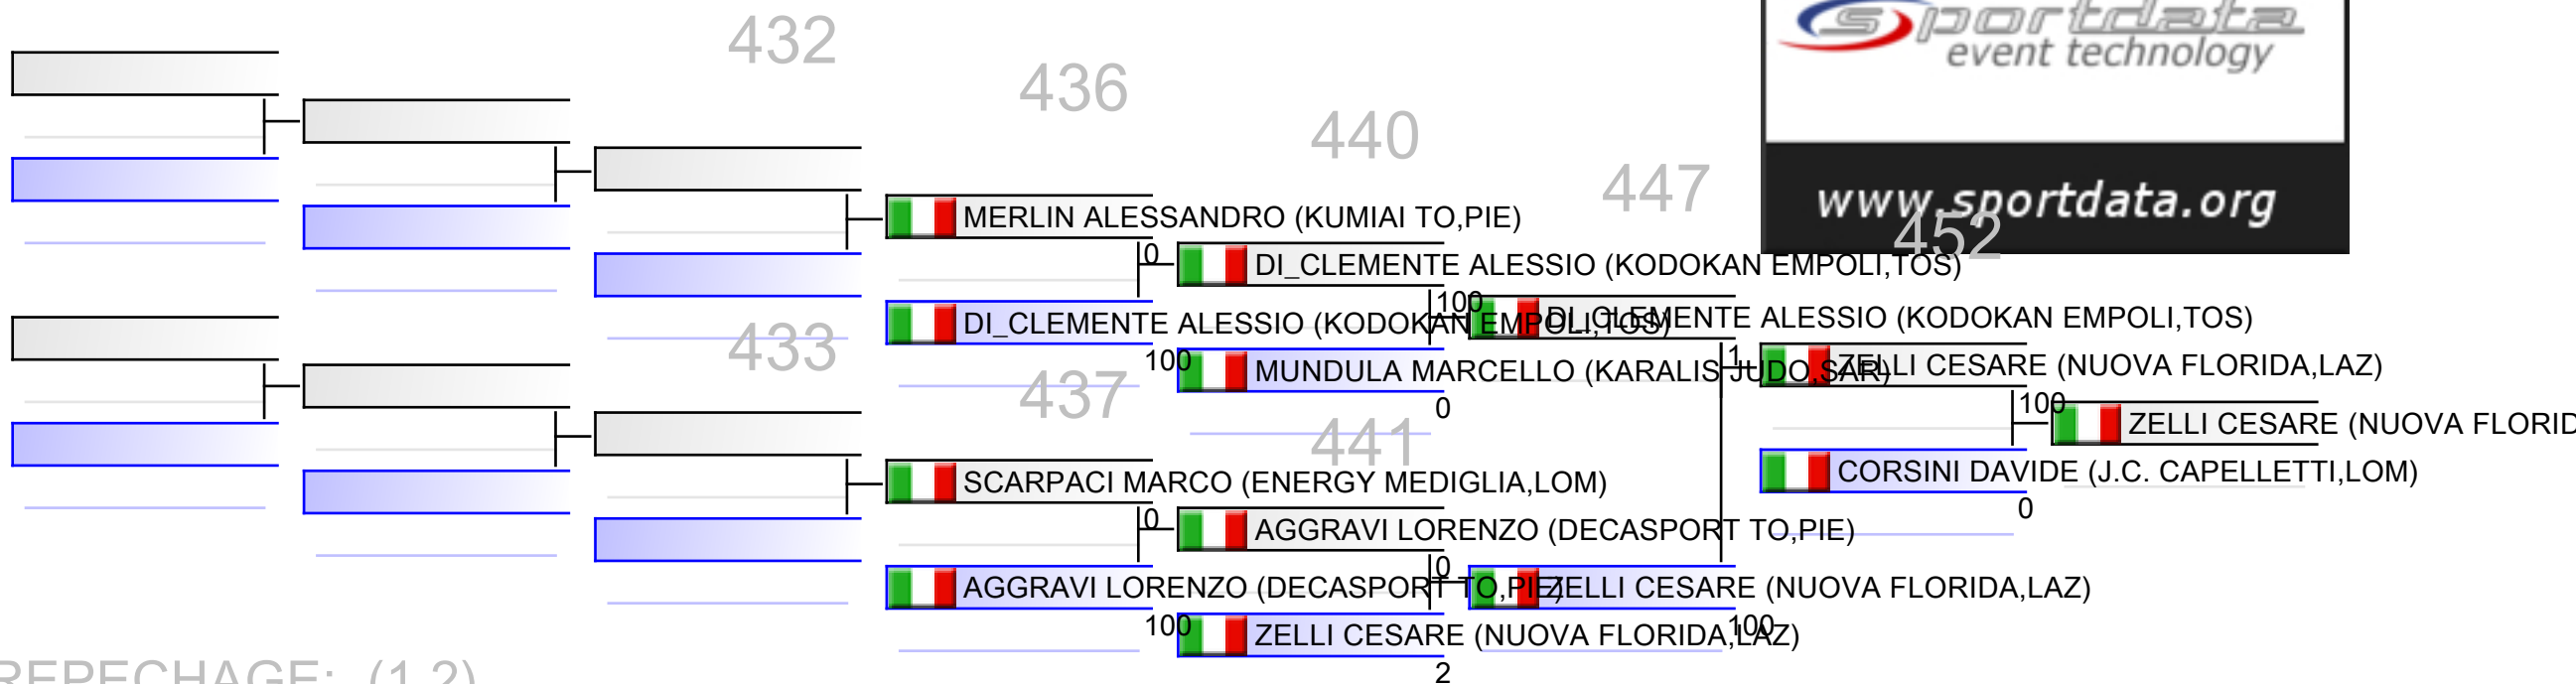 sportdata
event technology
www.sportdata.org
432
436
440
447
452
MERLIN ALESSANDRO (KUMIAI TO,PIE)
0
DI_CLEMENTE ALESSIO (KODOKAN EMPOLI,TOS)
100
DI_CLEMENTE ALESSIO (KODOKAN EMPOLI,TOS)
DI_CLEMENTE ALESSIO (KODOKAN EMPOLI,TOS)
433
100
MUNDULA MARCELLO (KARALIS JUDO,SAR)
1
ZELLI CESARE (NUOVA FLORIDA,LAZ)
437
0
100
441
ZELLI CESARE (NUOVA FLORID
CORSINI DAVIDE (J.C. CAPELLETTI,LOM)
0
SCARPACI MARCO (ENERGY MEDIGLIA,LOM)
0
AGGRAVI LORENZO (DECASPORT TO,PIE)
0
AGGRAVI LORENZO (DECASPORT TO,PIE)
ZELLI CESARE (NUOVA FLORIDA,LAZ)
100
ZELLI CESARE (NUOVA FLORIDA,LAZ)
100
2
REPECHAGE: (1,2)